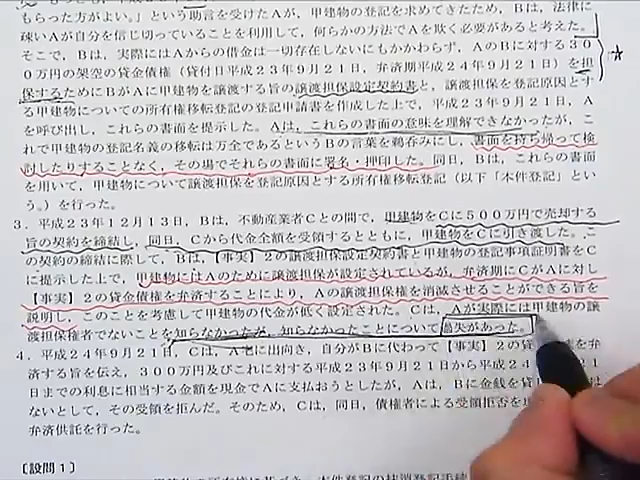 もらった方がよい。」という助言を受けたＡが，甲建物の登記を求めてきたため，Ｂは，法律に
疎いＡが自分を信じ切っていることを利用して，何らかの方法でＡを欺く必要があると考えた。
そこで，Ｂは，実際にはＡからの借金は一切存在しないにもかかわらず，ＡのＢに対する３０
０万円の架空の貸金債権（貸付日平成２３年９月２１日，弁済期平成２４年９月２１日）を担
保するためにＢがＡに甲建物を譲渡する旨の譲渡担保設定契約書と，譲渡担保を登記原因とす
る甲建物についての所有権移転登記の登記申請書を作成した上で，平成２３年９月２１日，Ａ
を呼び出し，これらの書面を提示した。Ａは，これらの書面の意味を理解できなかったが，こ
れで甲建物の登記名義の移転は万全であるというＢの言葉を鵜呑みにし，書面を持ち帰って検
討したりすることなく，その場でそれらの書面に署名・押印した。同日，Ｂは，これらの書面
を用いて，甲建物について譲渡担保を登記原因とする所有権移転登記（以下「本件登記」とい
う。）を行った。
３．平成２３年１２月１３日，Ｂは，不動産業者Ｃとの間で，甲建物をＣに５００万円で売却する
旨の契約を締結し，同日，Ｃから代金全額を受領するとともに，甲建物をＣに引き渡した。こ
の契約の締結に際して，Ｂは，【事実】２の譲渡担保設定契約書と甲建物の登記事項証明書をＣ
に提示した上で，甲建物にはＡのために譲渡担保が設定されているが，弁済期にＣがＡに対し
【事実】２の貸金債権を弁済することにより，Ａの譲渡担保権を消滅させることができる旨を
説明し，このことを考慮して甲建物の代金が低く設定された。Ｃは，Ａが実際には甲建物の譲
渡担保権者でないことを知らなかったが，知らなかったことについて過失があった。
４．平成２４年９月２１日，Ｃは，Ａ宅に出向き，自分がＢに代わって【事実】２の貸 を弁
済する旨を伝え，３００万円及びこれに対する平成２３年９月２１日から平成２４
日までの利息に相当する金額を現金でＡに支払おうとしたが，Ａは，Ｂに金銭を貸 は
ないとして，その受領を拒んだ。そのため，Ｃは，同日，債権者による受領拒否を
弁済供託を行った。
〔設問１〕